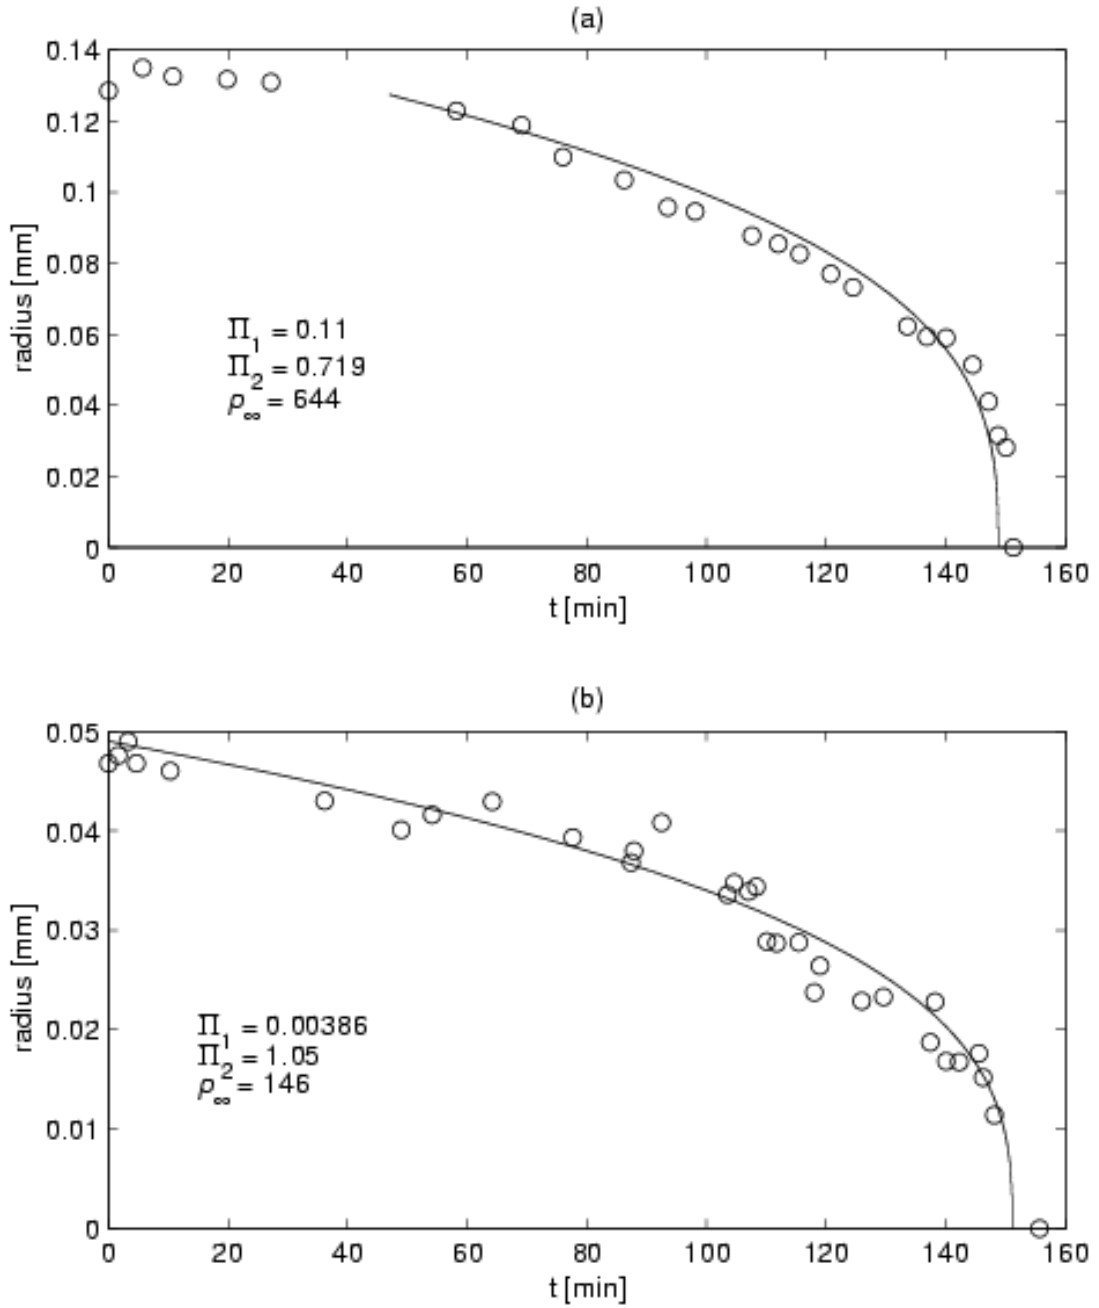 (a)
0.14
0.12
0.1
0.08
0.06
0.04
0.02
0
radius [mm]
Π1 = 0.11
Π2 = 0.719
ρ∞ = 644
0 20 40 60 80 100 120 140 160
t [min]
(b)
0.05
0.04
0.03
0.02
0.01
0
radius [mm]
Π1 = 0.00386
Π2 = 1.05
ρ∞ = 146
0 20 40 60 80 100 120 140 160
t [min]